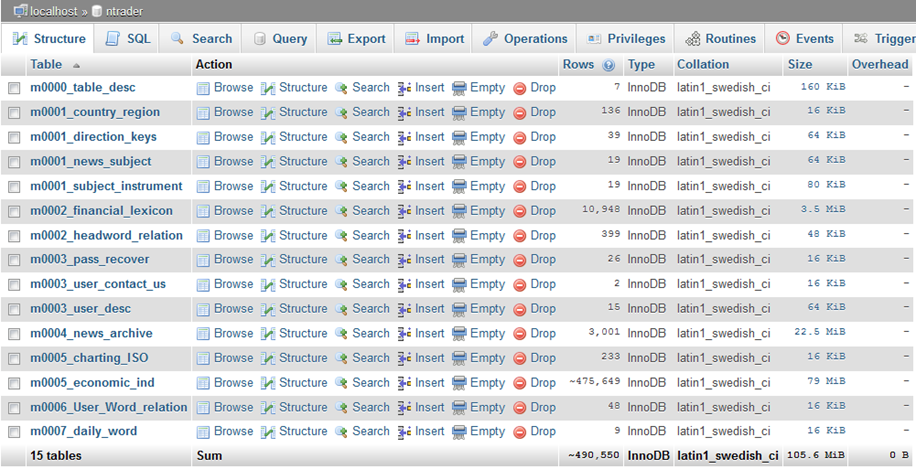 localhost » ntrader
Structure SQL Search Query Export Import Operations Privileges Routines Events Trigger
Table Action Rows Type Collation Size Overhead
m0000_table_desc Browse Structure Search Insert Empty Drop 7 InnoDB latin1_swedish_ci 160 KiB -
m0001_country_region Browse Structure Search Insert Empty Drop 136 InnoDB latin1_swedish_ci 16 KiB -
m0001_direction_keys Browse Structure Search Insert Empty Drop 39 InnoDB latin1_swedish_ci 64 KiB -
m0001_news_subject Browse Structure Search Insert Empty Drop 19 InnoDB latin1_swedish_ci 64 KiB -
m0001_subject_instrument Browse Structure Search Insert Empty Drop 19 InnoDB latin1_swedish_ci 80 KiB -
m0002_financial_lexicon Browse Structure Search Insert Empty Drop 10,948 InnoDB latin1_swedish_ci 3.5 MiB -
m0002_headword_relation Browse Structure Search Insert Empty Drop 399 InnoDB latin1_swedish_ci 48 KiB -
m0003_pass_recover Browse Structure Search Insert Empty Drop 26 InnoDB latin1_swedish_ci 16 KiB -
m0003_user_contact_us Browse Structure Search Insert Empty Drop 2 InnoDB latin1_swedish_ci 16 KiB -
m0003_user_desc Browse Structure Search Insert Empty Drop 15 InnoDB latin1_swedish_ci 64 KiB -
m0004_news_archive Browse Structure Search Insert Empty Drop 3,001 InnoDB latin1_swedish_ci 22.5 MiB -
m0005_charting_ISO Browse Structure Search Insert Empty Drop 233 InnoDB latin1_swedish_ci 16 KiB -
m0005_economic_ind Browse Structure Search Insert Empty Drop ~475,649 InnoDB latin1_swedish_ci 79 MiB -
m0006_User_Word_relation Browse Structure Search Insert Empty Drop 48 InnoDB latin1_swedish_ci 16 KiB -
m0007_daily_word Browse Structure Search Insert Empty Drop 9 InnoDB latin1_swedish_ci 16 KiB -
15 tables Sum ~490,550 InnoDB latin1_swedish_ci 105.6 MiB 0 B